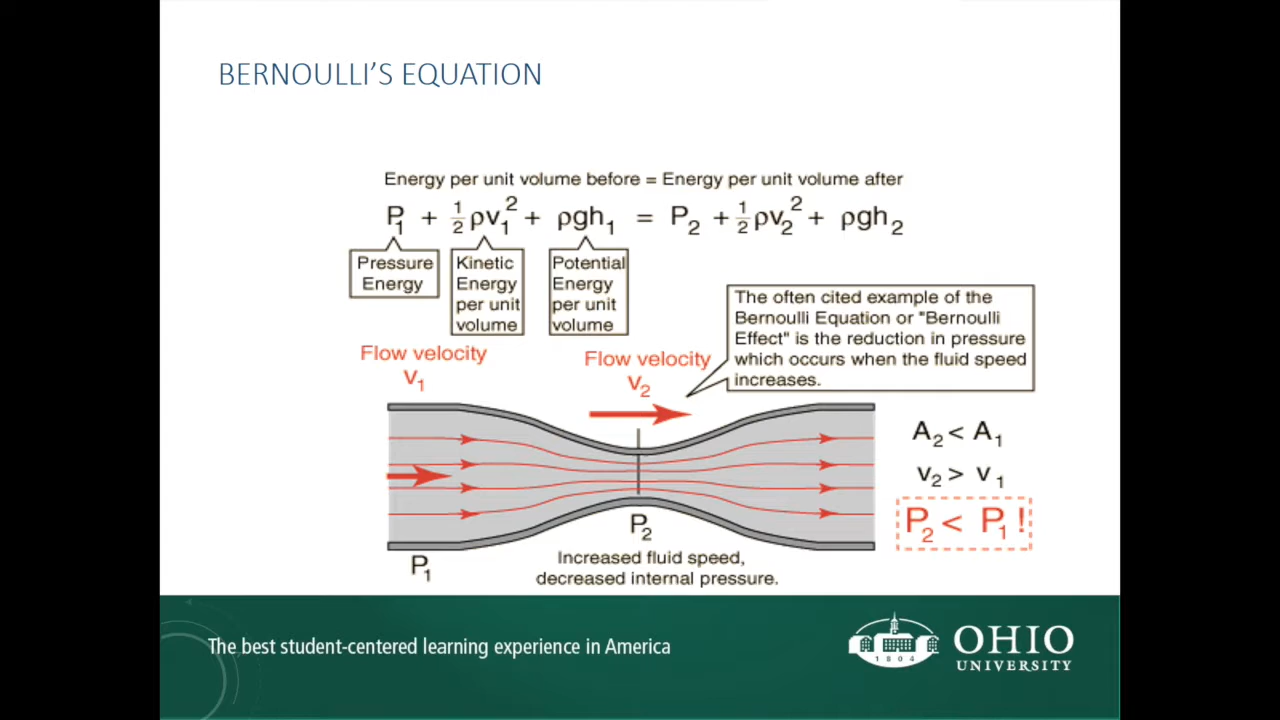 BERNOULLI'S EQUATION
Energy per unit volume before = Energy per unit volume after
P₁ + ½ρv₁² + ρgh₁ = P₂ + ½ρv₂² + ρgh₂
Pressure
Energy
Kinetic
Energy
per unit
volume
Potential
Energy
per unit
volume
The often cited example of the
Bernoulli Equation or "Bernoulli
Effect" is the reduction in pressure
which occurs when the fluid speed
increases.
Flow velocity
v₁
Flow velocity
v₂
A₂ < A₁
v₂ > v₁
P₂ < P₁!
P₁
P₂
Increased fluid speed,
decreased internal pressure.
The best student-centered learning experience in America
1804
OHIO
UNIVERSITY